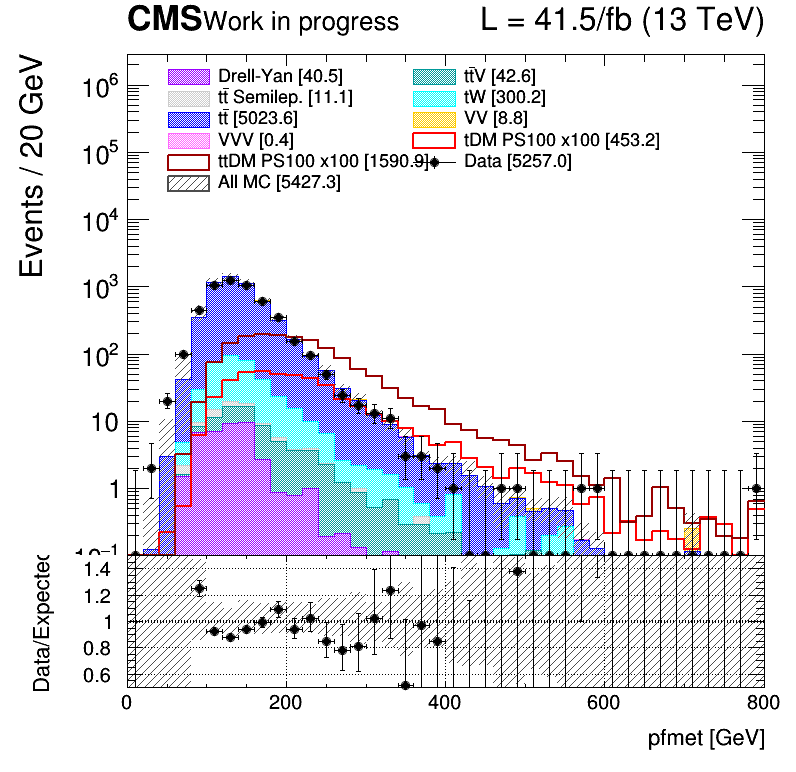 CMS Work in progress L = 41.5/fb (13 TeV)
Events / 20 GeV
Drell-Yan [40.5] tt̄V [42.6]
tt̄ Semilep. [11.1] tW [300.2]
tt̄ [5023.6] VV [8.8]
VVV [0.4] tDM PS100 x100 [453.2]
ttDM PS100 x100 [1590.9] Data [5257.0]
All MC [5427.3]
10⁶
10⁵
10⁴
10³
10²
10
1
10⁻¹
Data/Expected
1.4
1.2
1
0.8
0.6
0 200 400 600 800
pfmet [GeV]